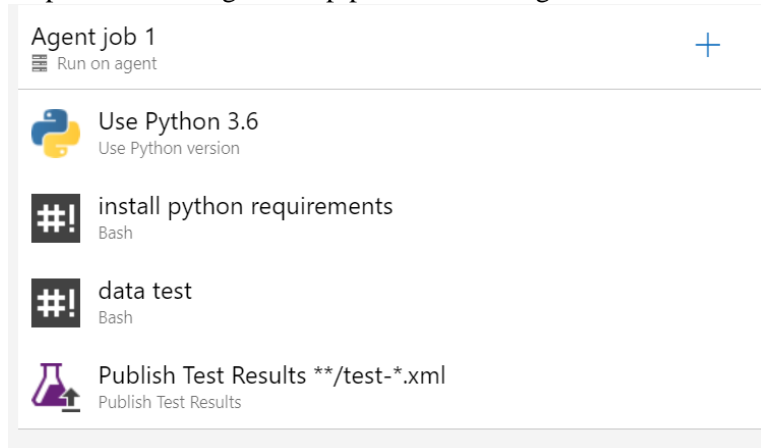 Agent job 1
Run on agent
Use Python 3.6
Use Python version
#!
install python requirements
Bash
#!
data test
Bash
Publish Test Results **/test-*.xml
Publish Test Results